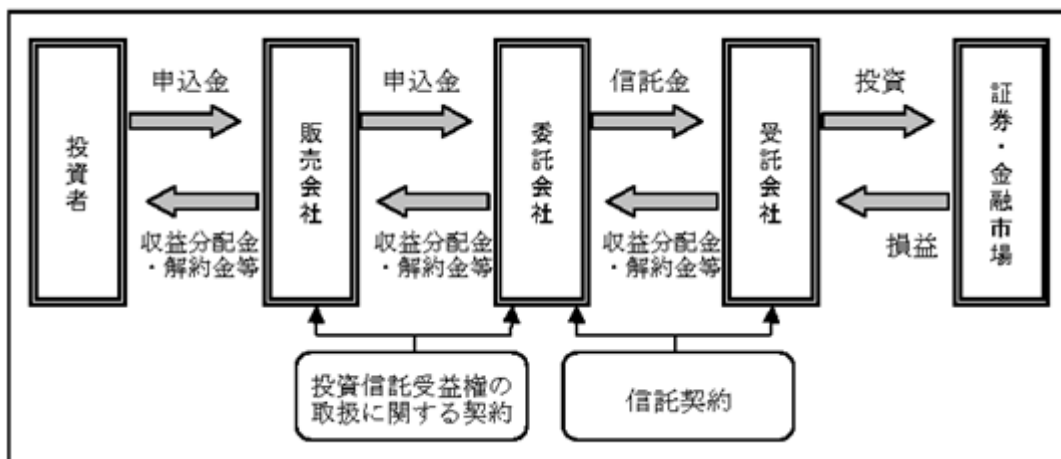 投資者
申込金
収益分配金
・解約金等
販売会社
申込金
収益分配金
・解約金等
委託会社
信託金
収益分配金
・解約金等
受託会社
投資
損益
証券・金融市場
投資信託受益権の
取扱に関する契約
信託契約